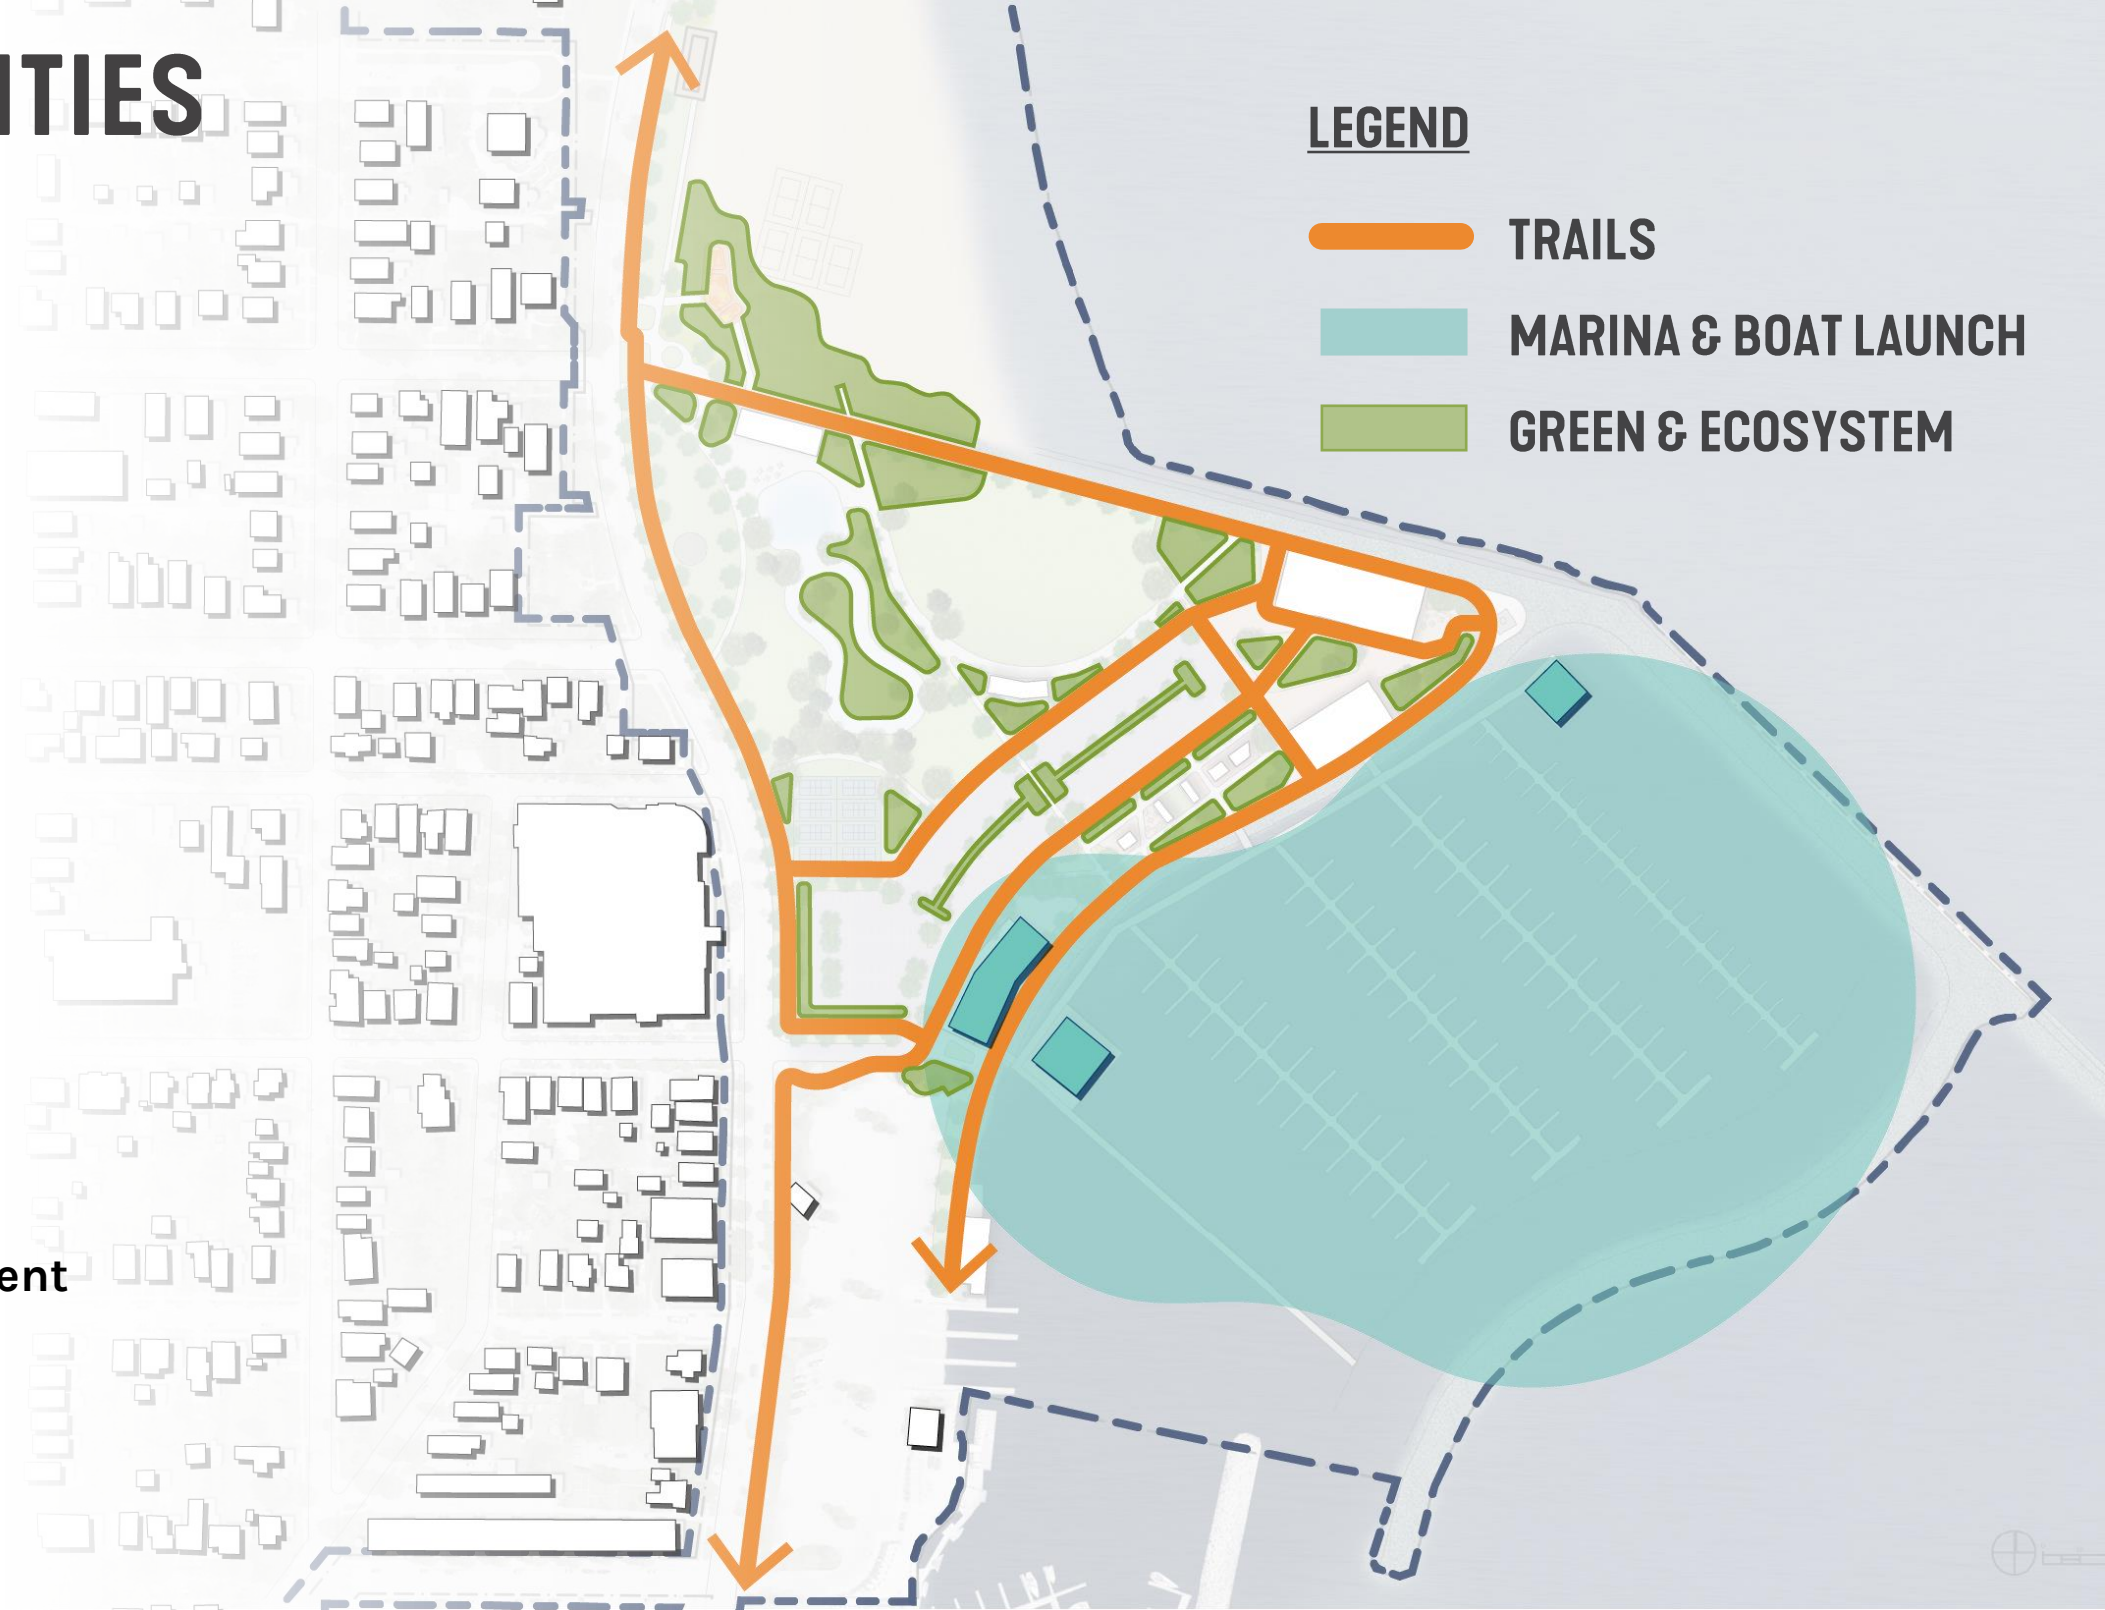 ITIES
LEGEND
TRAILS
MARINA & BOAT LAUNCH
GREEN & ECOSYSTEM
ent